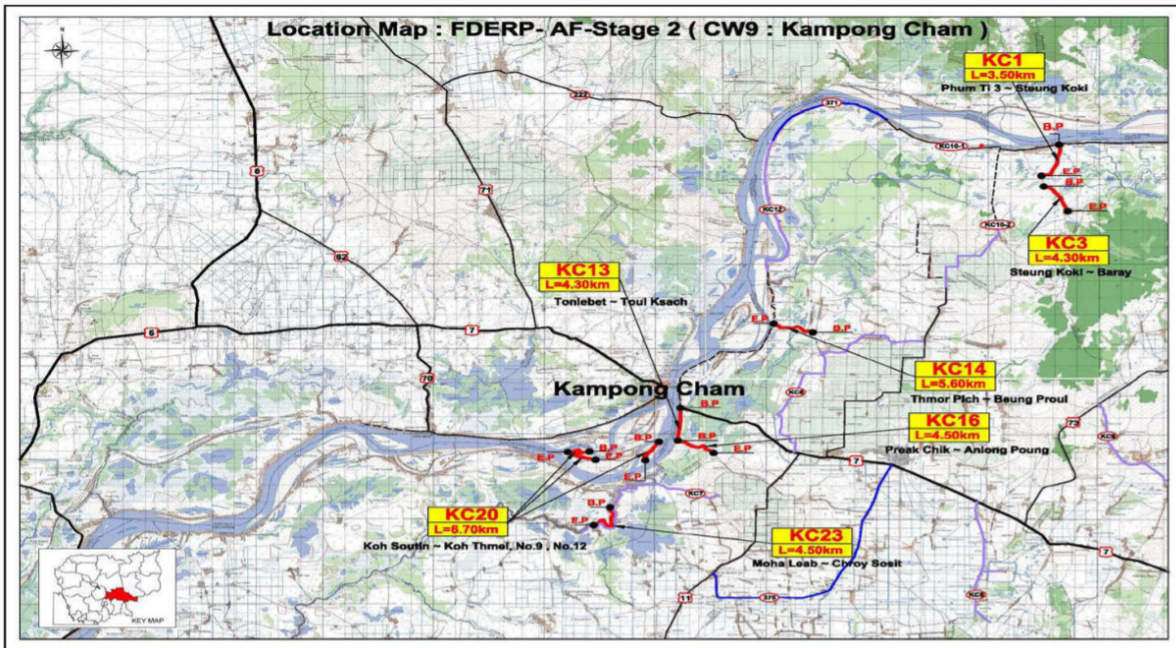 Location Map : FDERP- AF-Stage 2 ( CW9 : Kampong Cham )
N
KC1
L=3.50km
Phum Ti 3 ~ Steung Koki
222
371
B.P
KC10-1
6
71
E.P
B.P
KC12
E.P
KC10-2
KC3
L=4.30km
Steung Koki ~ Baray
62
KC13
L=4.30km
Tonlebet ~ Toul Ksach
6
7
E.P
B.P
KC14
L=5.60km
Thmor Pich ~ Beung Proul
70
Kampong Cham
B.P
KC16
L=4.50km
Preak Chik ~ Anlong Poung
73
B.P
B.P
B.P
E.P
E.P
E.P
E.P
7
KC7
KC20
L=6.70km
Koh Soutin ~ Koh Thmei, No.9 , No.12
B.P
E.P
KC23
L=4.50km
Moha Leab ~ Chroy Sosit
7
11
KEY MAP